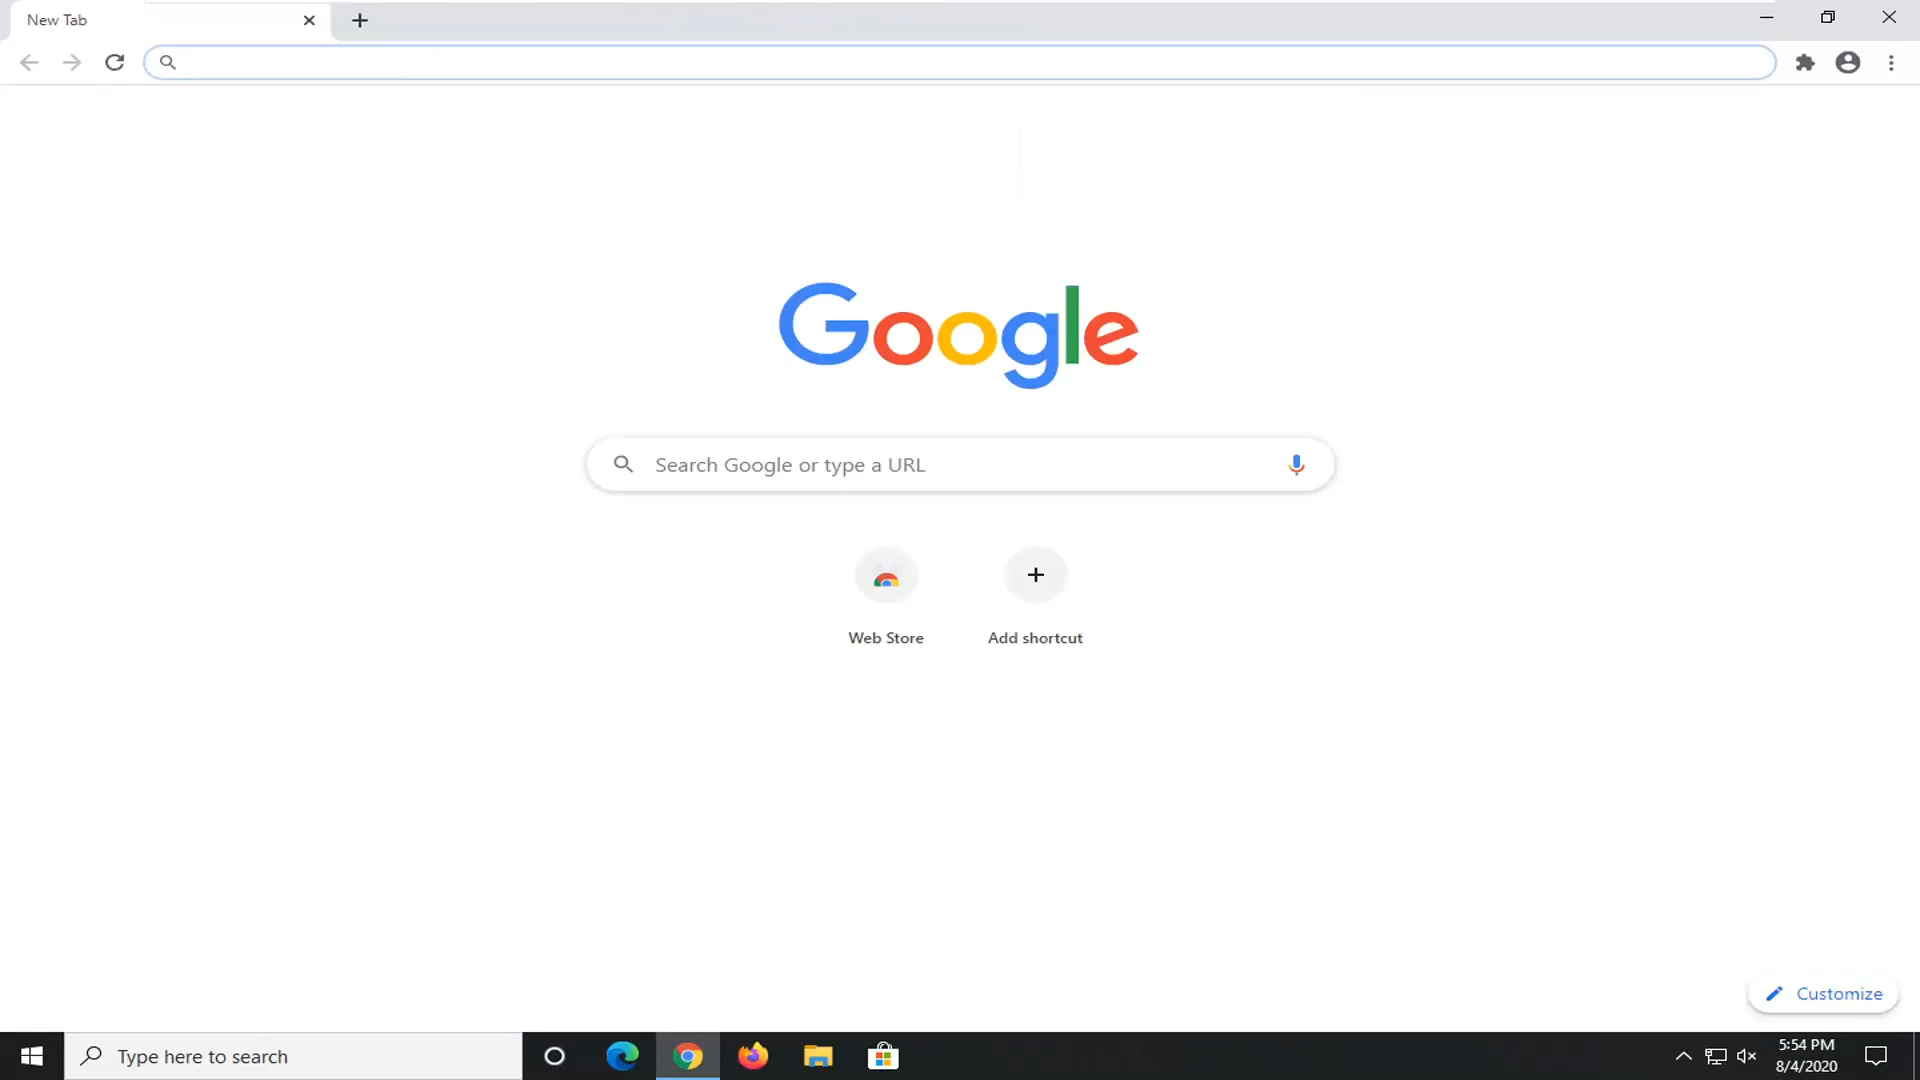 New Tab
Google
Search Google or type a URL
Web Store
Add shortcut
Customize
Type here to search
5:54 PM
8/4/2020